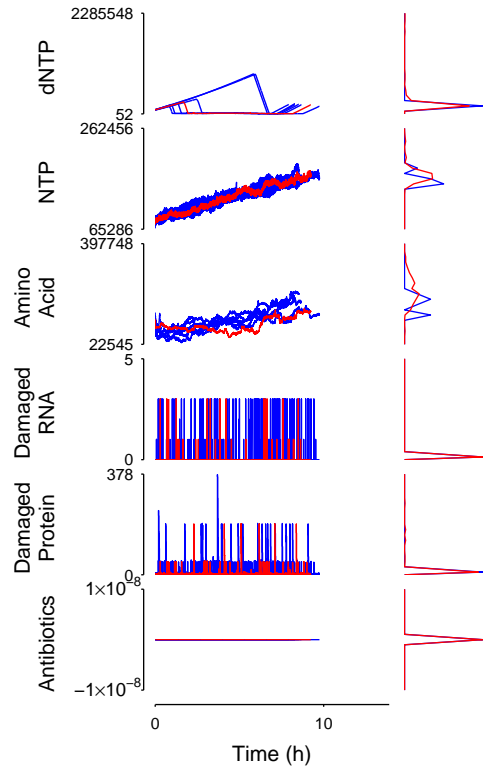 2285548
dNTP
52
262456
NTP
65286
397748
Amino
Acid
22545
5
Damaged
RNA
0
378
Damaged
Protein
0
1×10⁻⁸
Antibiotics
−1×10⁻⁸
0 10
Time (h)